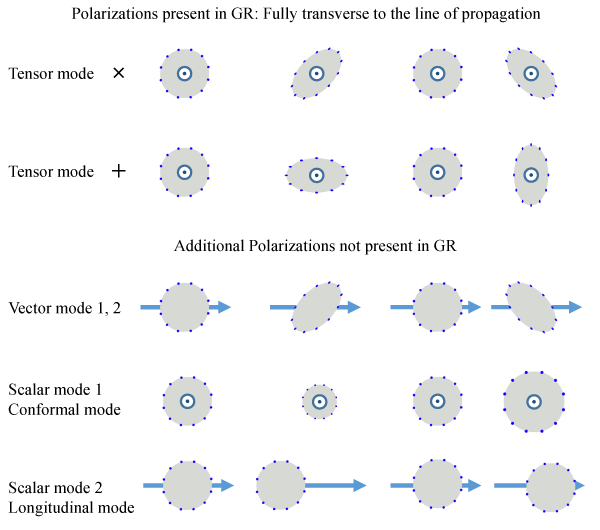 Polarizations present in GR: Fully transverse to the line of propagation
Tensor mode ×
Tensor mode +
Additional Polarizations not present in GR
Vector mode 1, 2
Scalar mode 1
Conformal mode
Scalar mode 2
Longitudinal mode